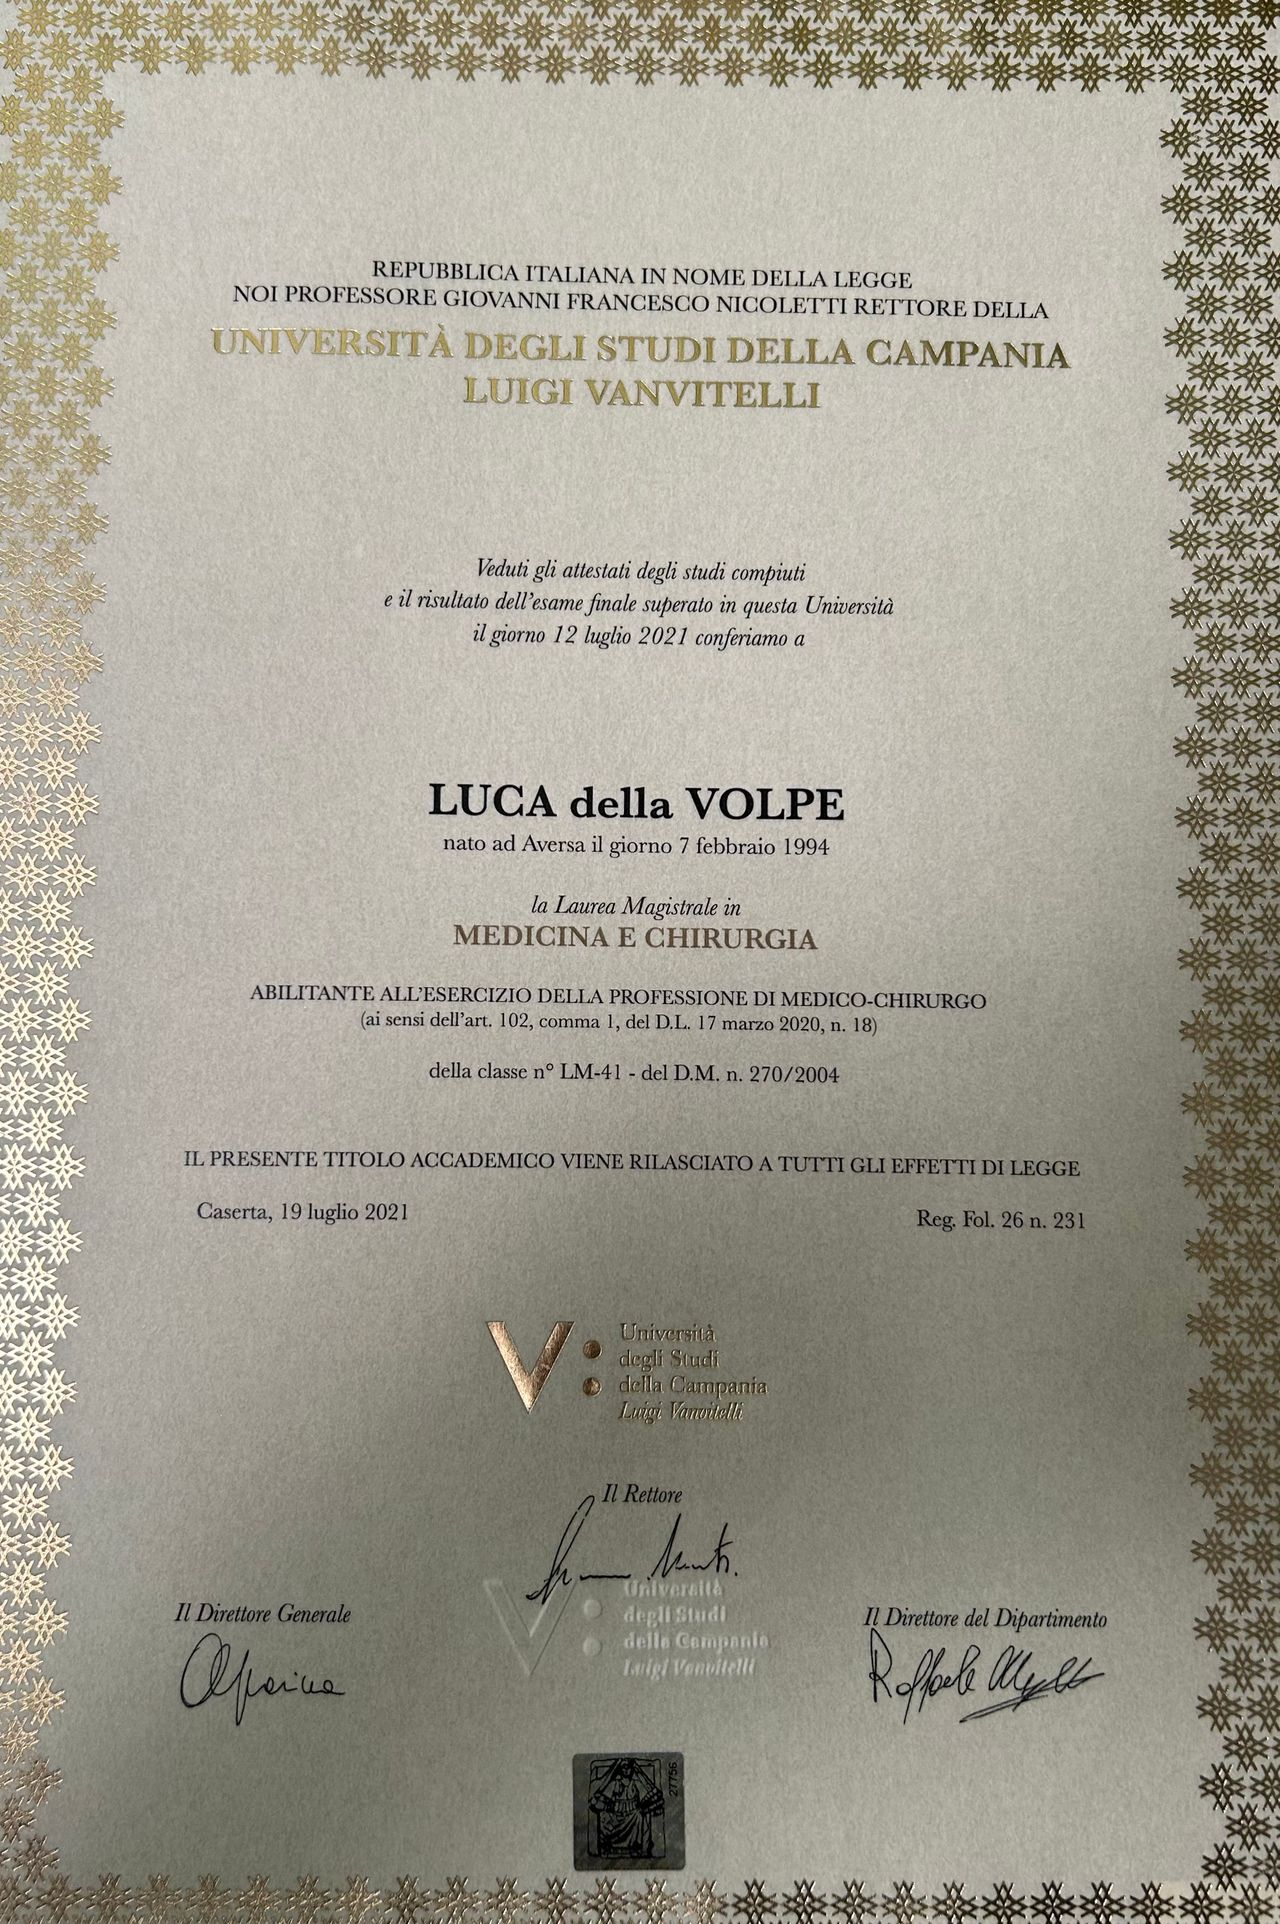 REPUBBLICA ITALIANA IN NOME DELLA LEGGE
NOI PROFESSORE GIOVANNI FRANCESCO NICOLETTI RETTORE DELLA
UNIVERSITÀ DEGLI STUDI DELLA CAMPANIA
LUIGI VANVITELLI
Veduti gli attestati degli studi compiuti
e il risultato dell'esame finale superato in questa Università
il giorno 12 luglio 2021 conferiamo a
LUCA della VOLPE
nato ad Aversa il giorno 7 febbraio 1994
la Laurea Magistrale in
MEDICINA E CHIRURGIA
ABILITANTE ALL'ESERCIZIO DELLA PROFESSIONE DI MEDICO-CHIRURGO
(ai sensi dell'art. 102, comma 1, del D.L. 17 marzo 2020, n. 18)
della classe n° LM-41 - del D.M. n. 270/2004
IL PRESENTE TITOLO ACCADEMICO VIENE RILASCIATO A TUTTI GLI EFFETTI DI LEGGE
Caserta, 19 luglio 2021
Reg. Fol. 26 n. 231
V:
Università
degli Studi
della Campania
Luigi Vanvitelli
Il Rettore
V:
Università
degli Studi
della Campania
Luigi Vanvitelli
Il Direttore Generale
Il Direttore del Dipartimento
Raffaele
27756